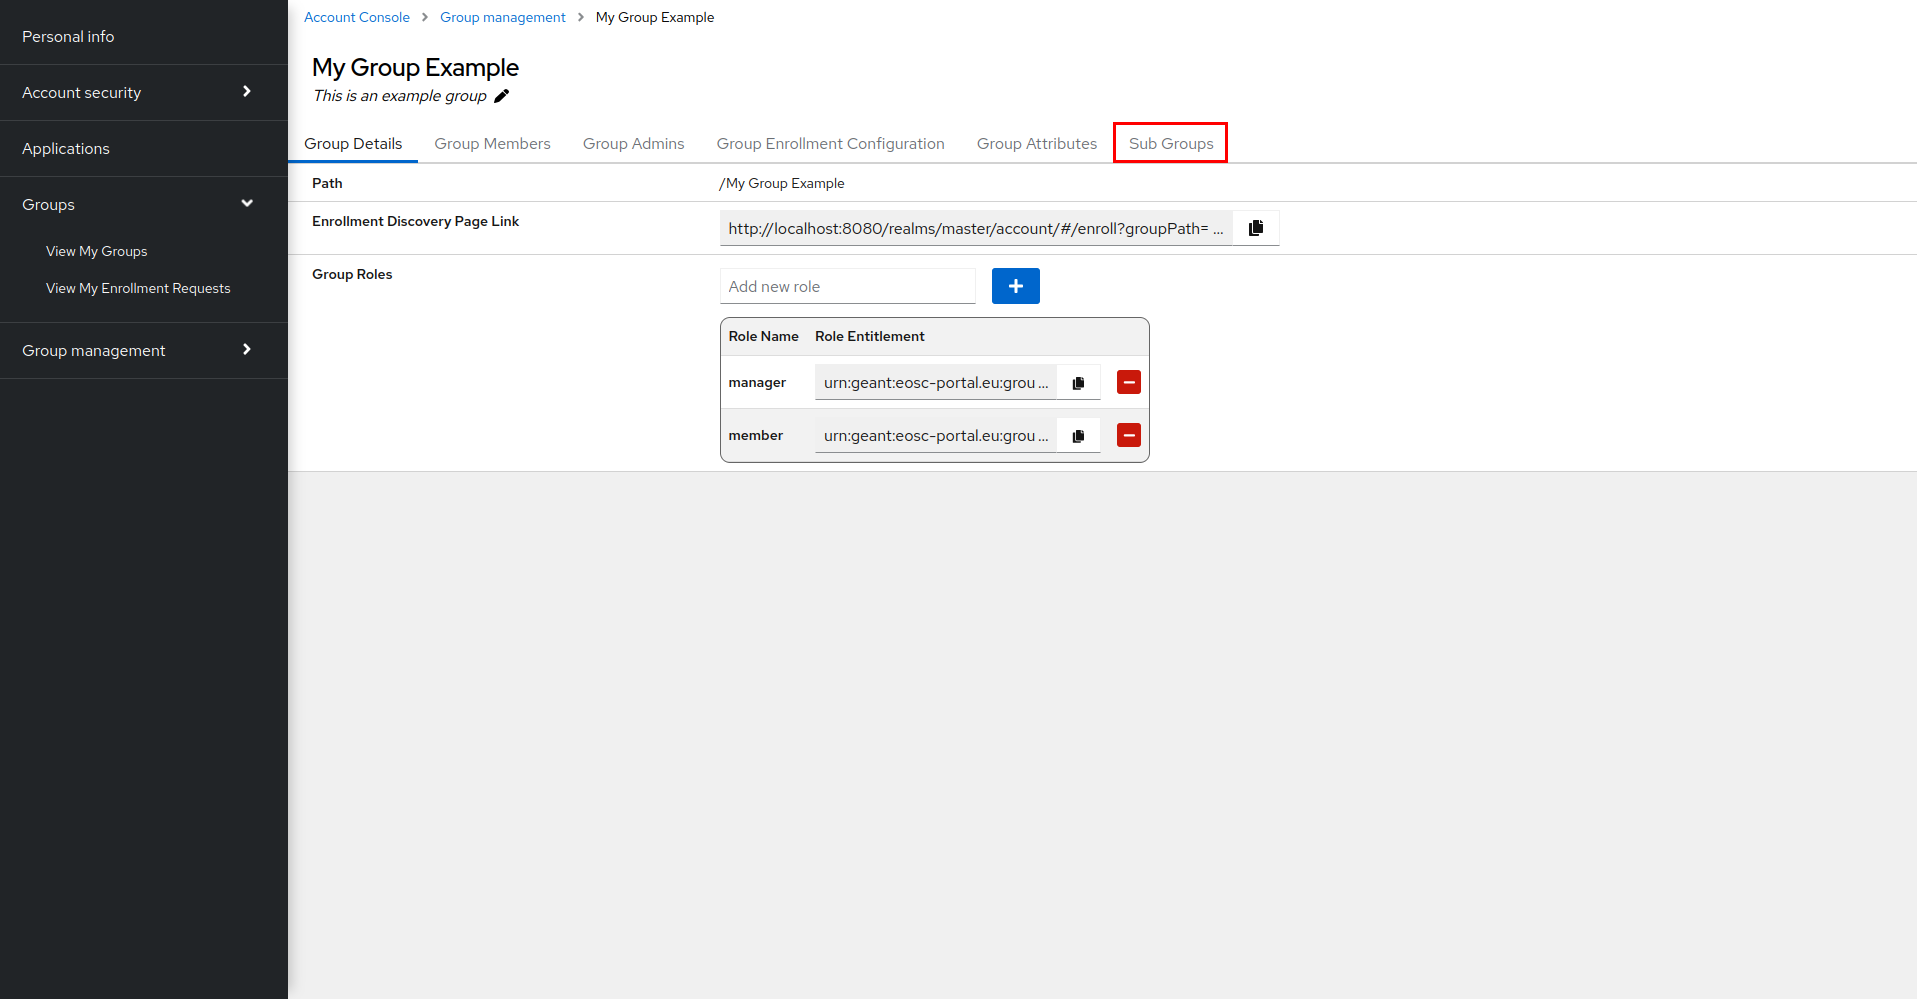 Personal info
Account security
Applications
Groups
View My Groups
View My Enrollment Requests
Group management
Account Console > Group management > My Group Example
My Group Example
This is an example group
Group Details Group Members Group Admins Group Enrollment Configuration Group Attributes Sub Groups
Path /My Group Example
Enrollment Discovery Page Link http://localhost:8080/realms/master/account/#/enroll?groupPath= ...
Group Roles Add new role
Role Name Role Entitlement
manager urn:geant:eosc-portal.eu:grou ...
member urn:geant:eosc-portal.eu:grou ...